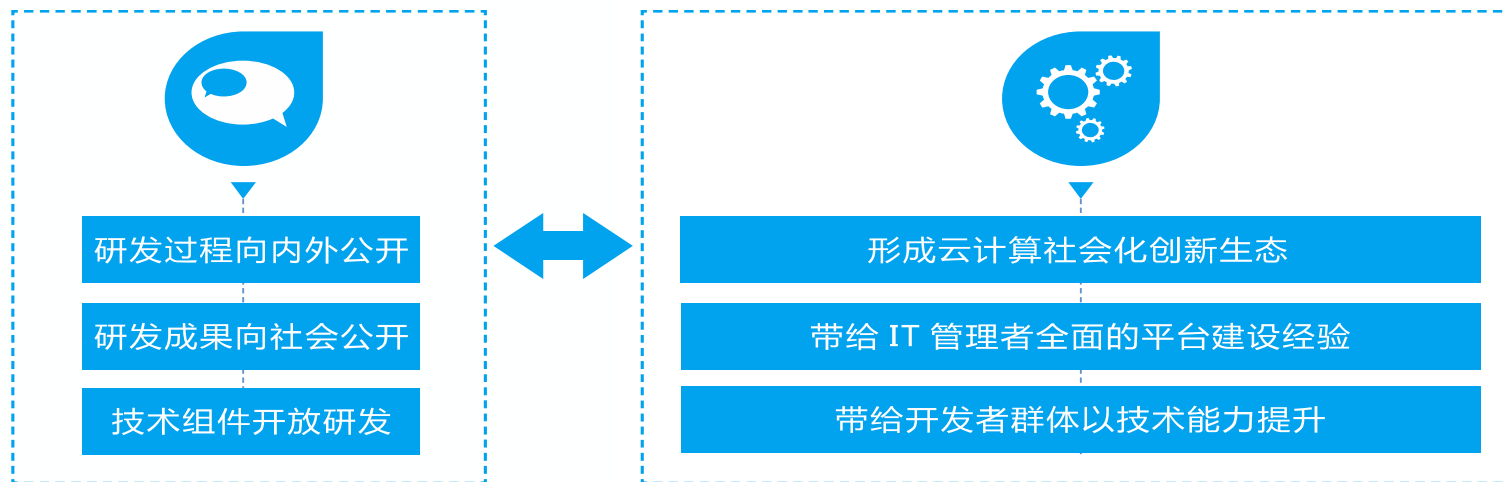 研发过程向内外公开
研发成果向社会公开
技术组件开放研发
形成云计算社会化创新生态
带给 IT 管理者全面的平台建设经验
带给开发者群体以技术能力提升